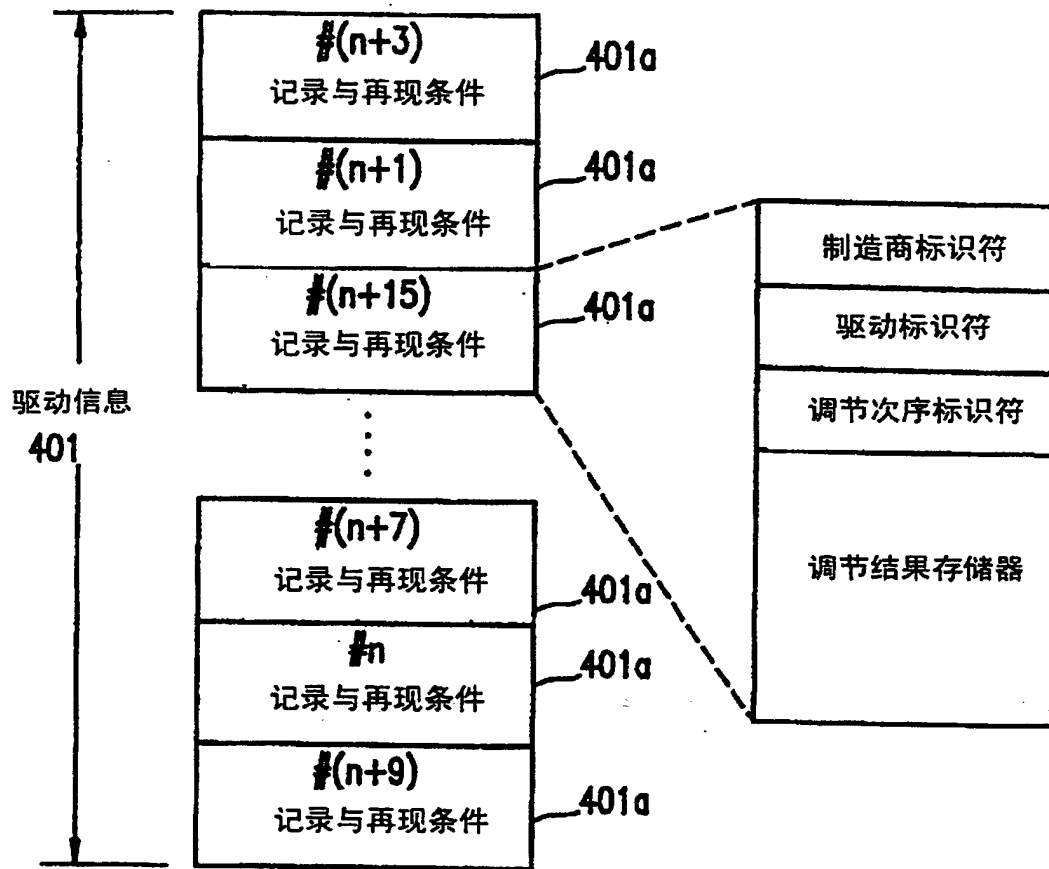 #(n+3)
记录与再现条件
401a
#(n+1)
记录与再现条件
401a
#(n+15)
记录与再现条件
401a
驱动信息
401
#(n+7)
记录与再现条件
401a
#n
记录与再现条件
401a
#(n+9)
记录与再现条件
401a
制造商标识符
驱动标识符
调节次序标识符
调节结果存储器